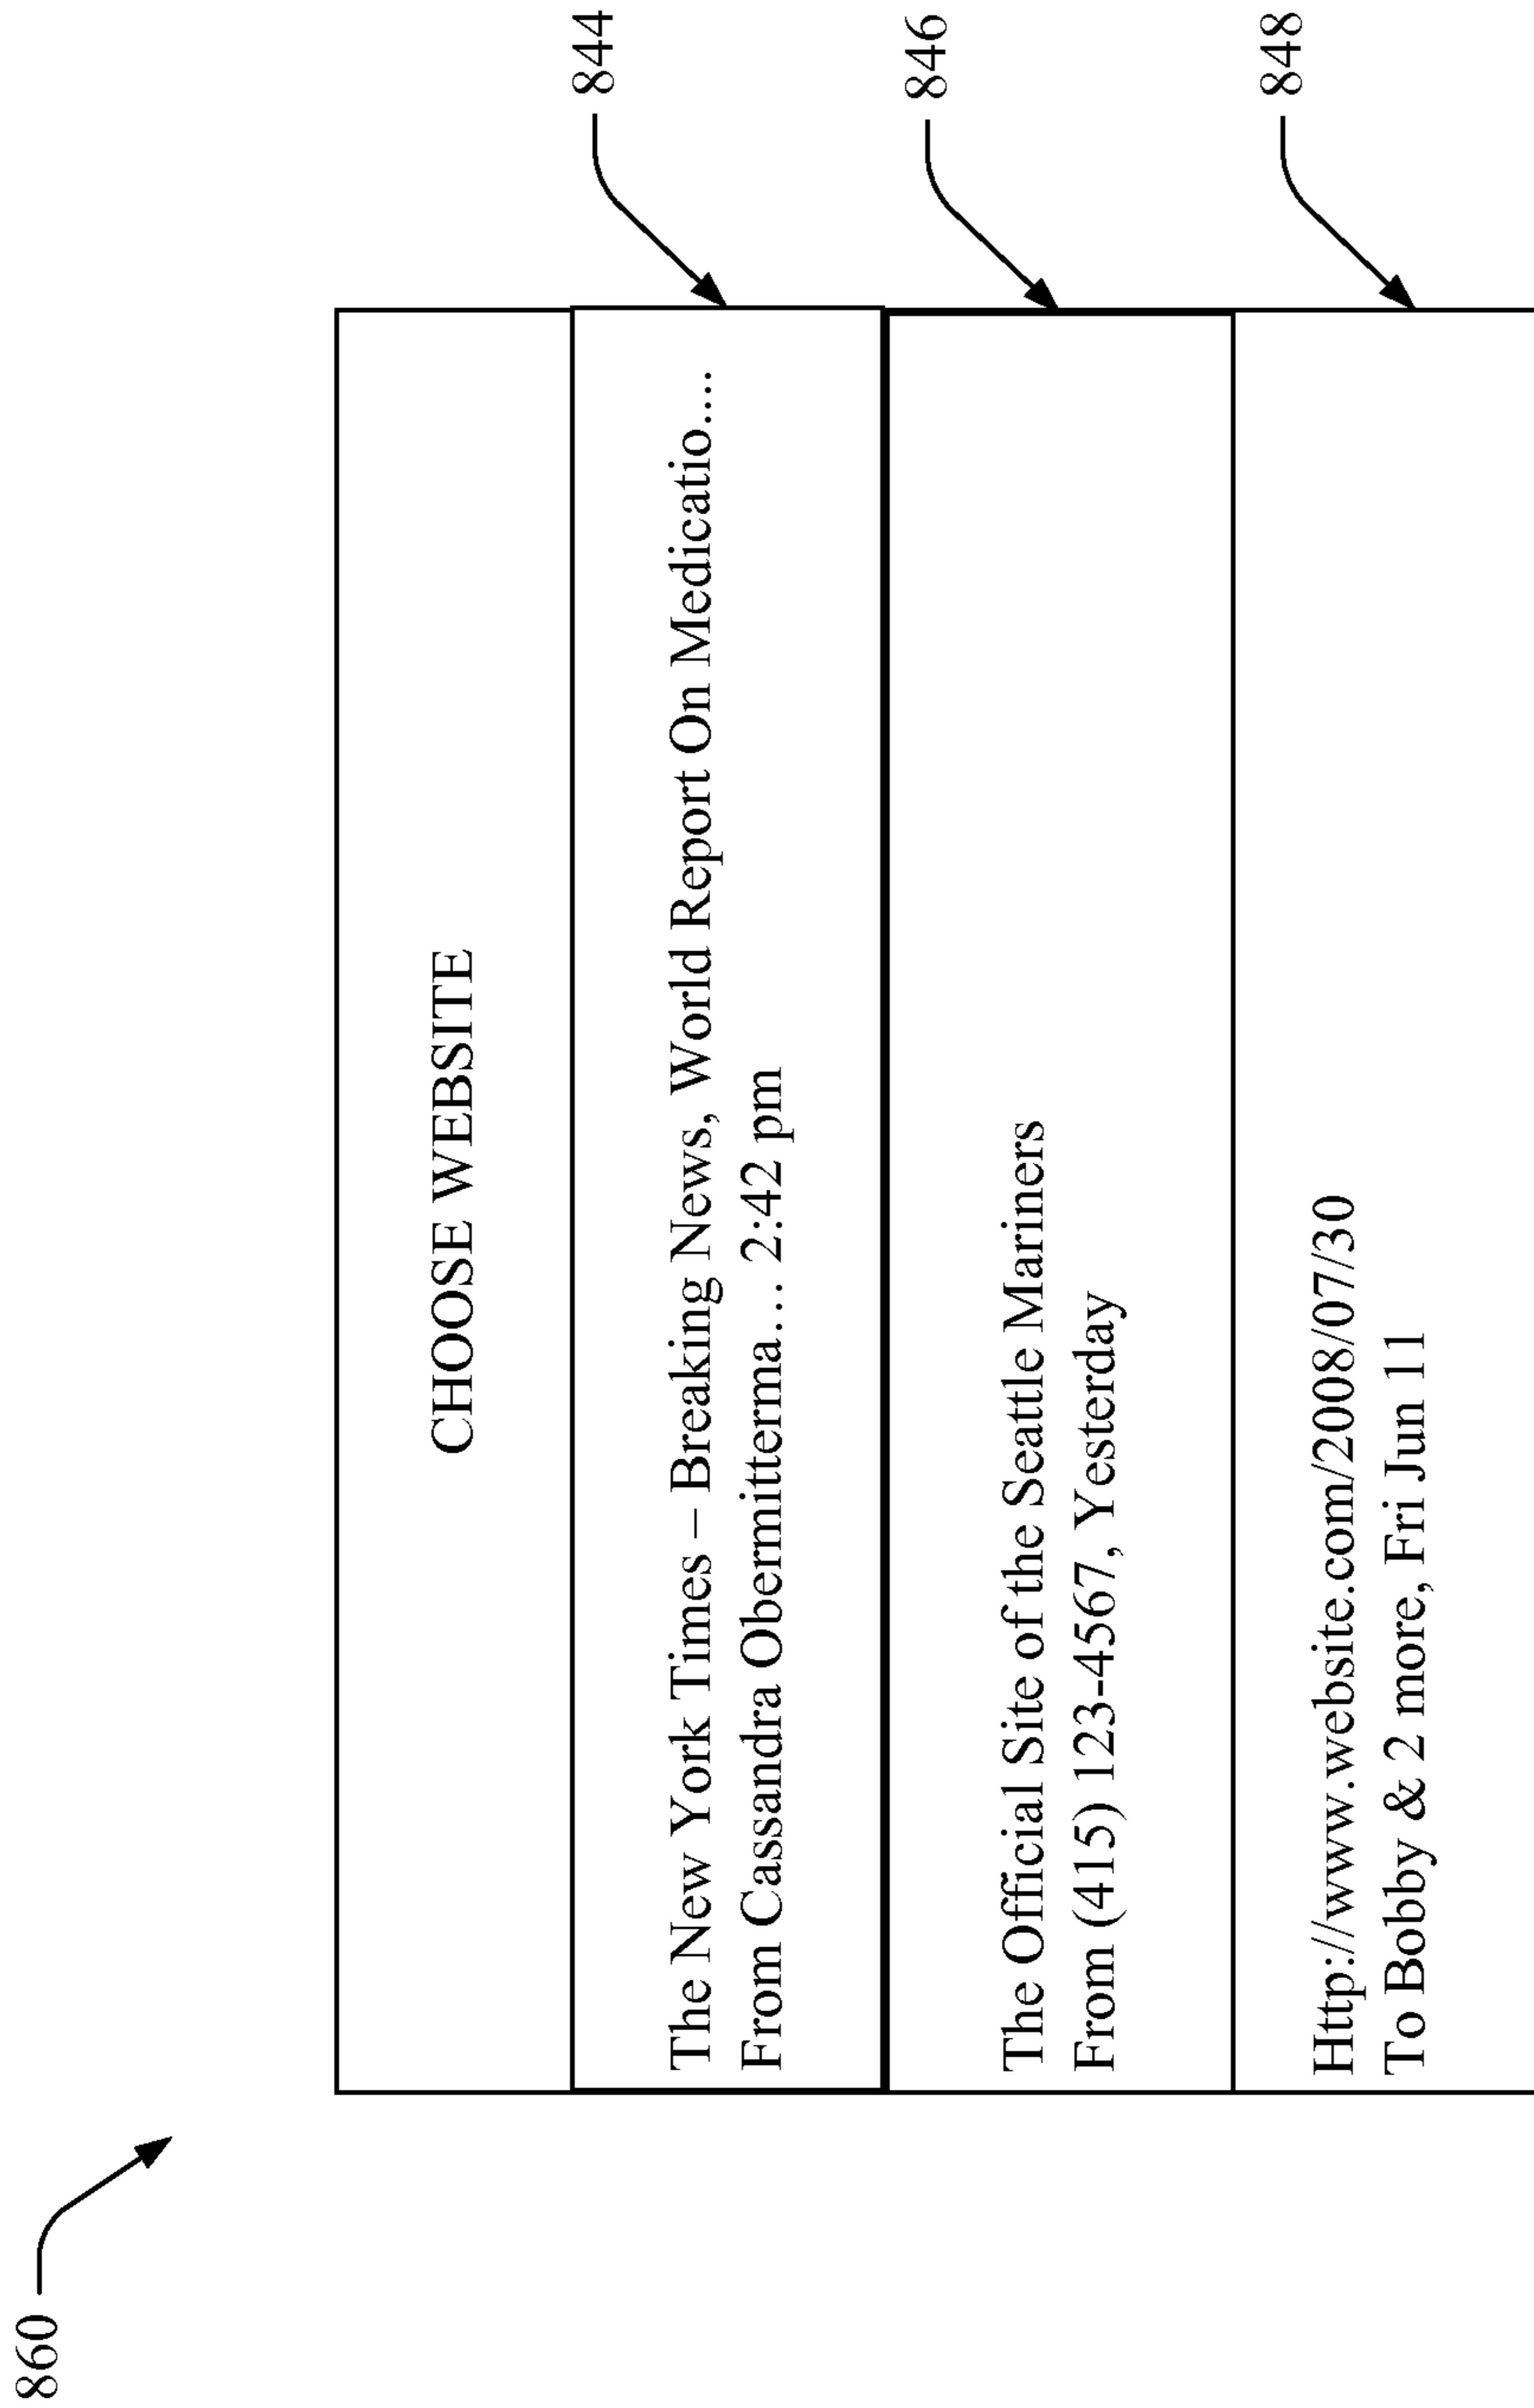 860
CHOOSE WEBSITE
844
The New York Times – Breaking News, World Report On Medicatio....
From Cassandra Obermitterma… 2:42 pm
846
The Official Site of the Seattle Mariners
From (415) 123-4567, Yesterday
848
Http://www.website.com/2008/07/30
To Bobby & 2 more, Fri Jun 11